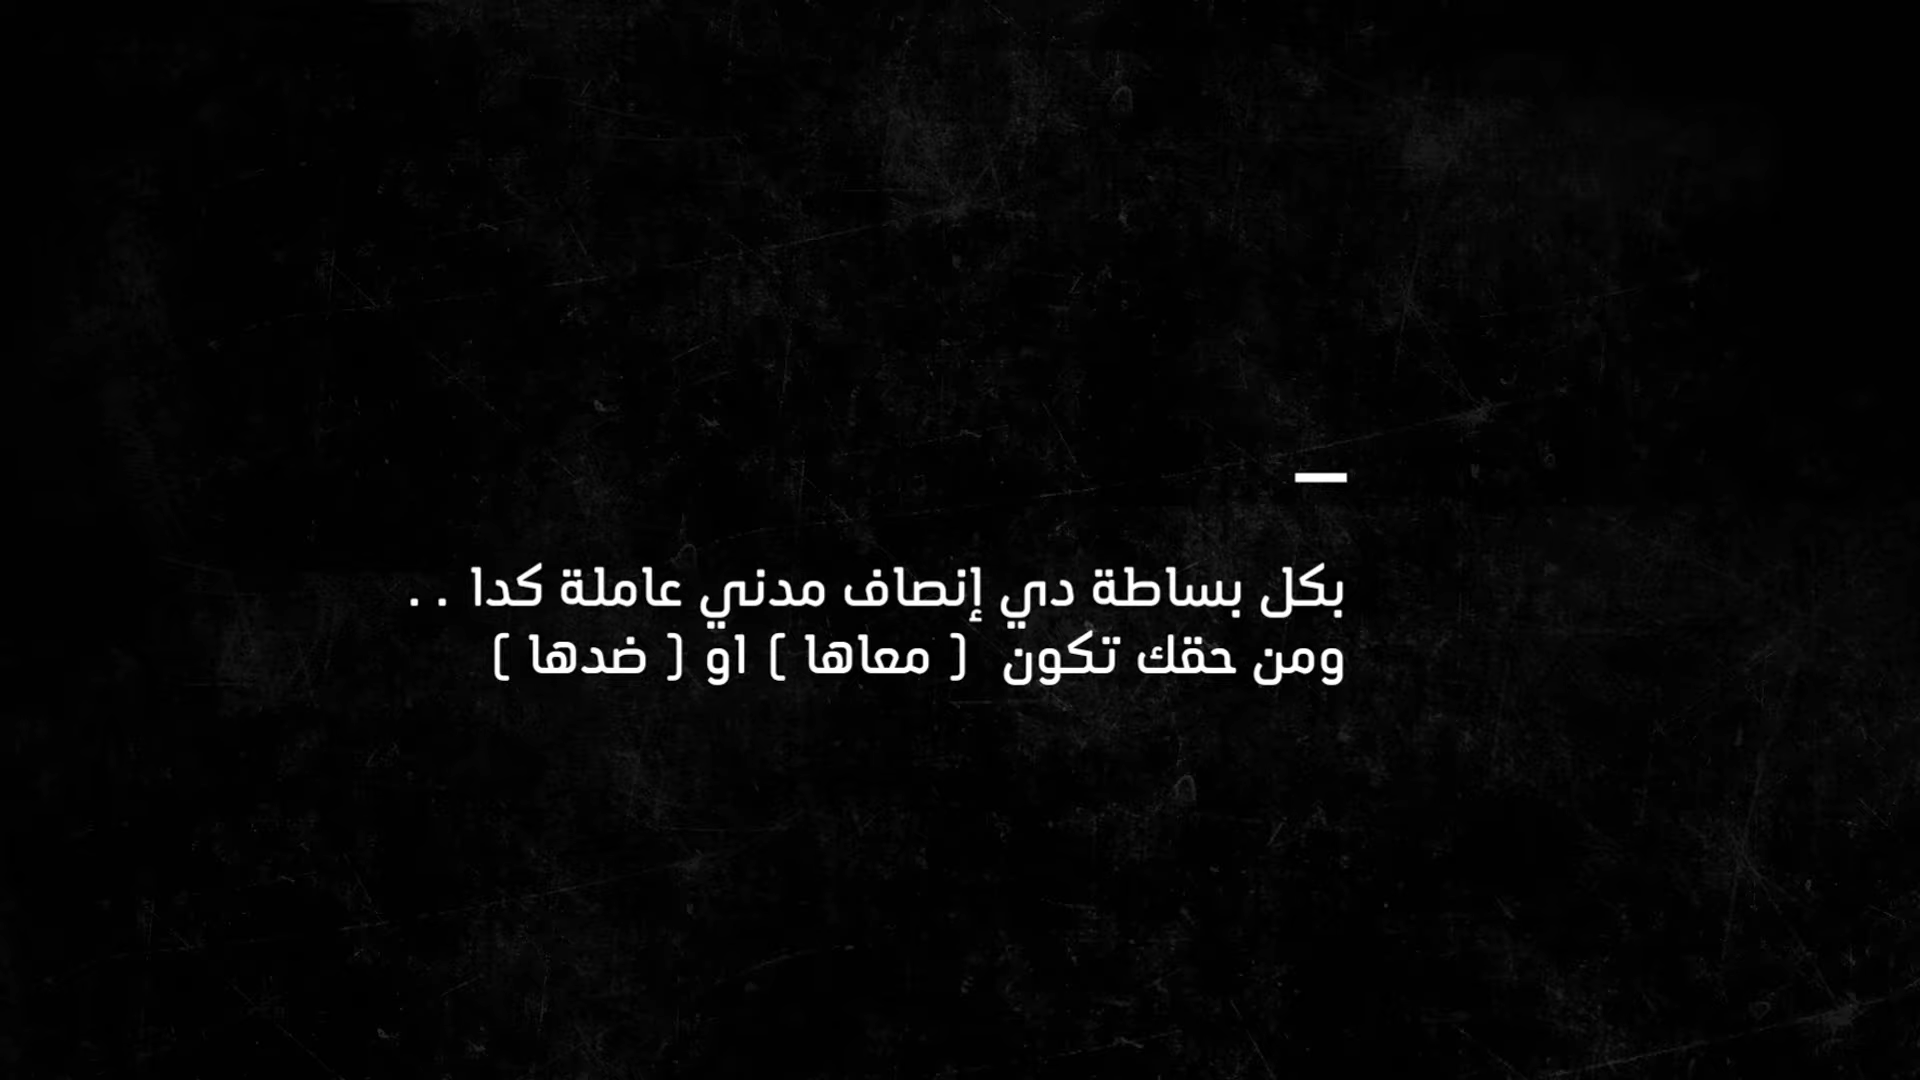 بكل بساطة دي إنصاف مدني عاملة كدا . .
ومن حقك تكون ( معاها ) او ( ضدها )